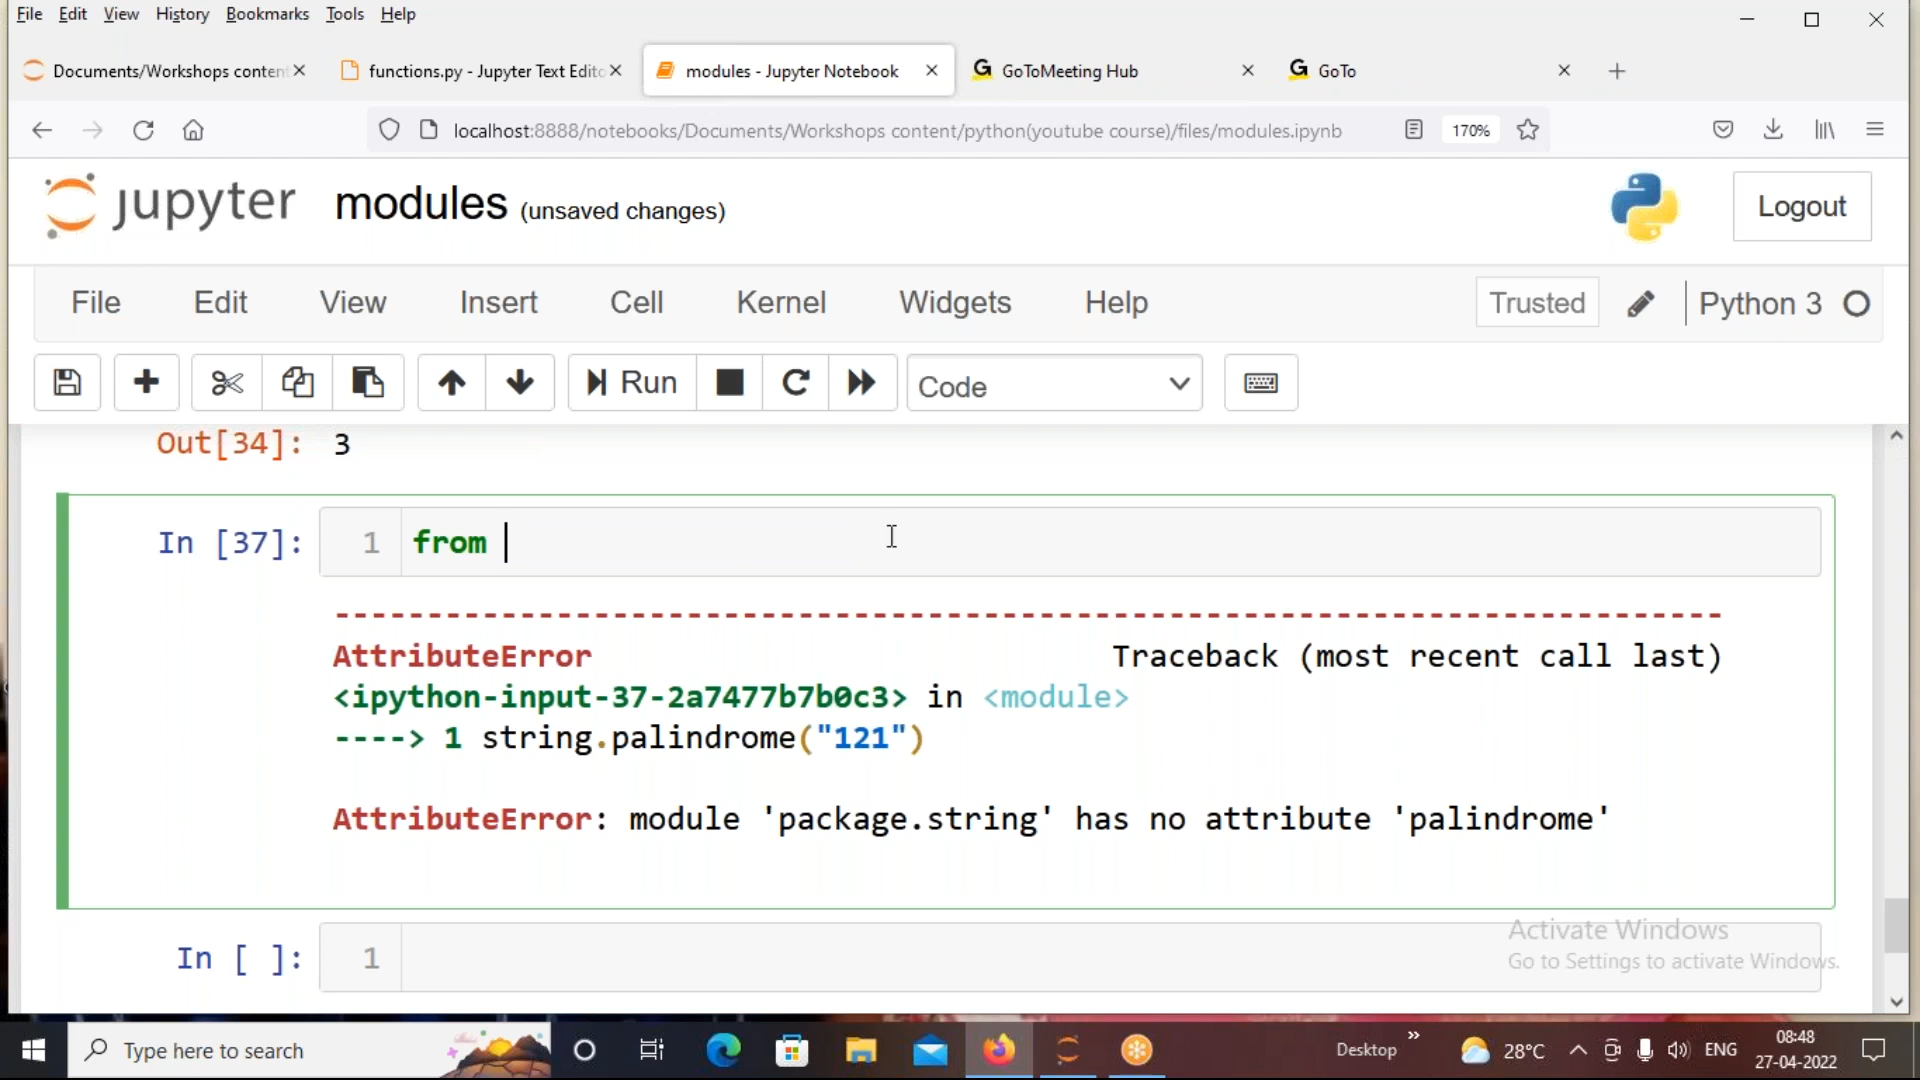 File Edit View History Bookmarks Tools Help
Documents/Workshops content
functions.py - Jupyter Text Edito
modules - Jupyter Notebook
G GoToMeeting Hub
G GoTo
localhost:8888/notebooks/Documents/Workshops content/python(youtube course)/files/modules.ipynb
170%
jupyter modules (unsaved changes)
Logout
File Edit View Insert Cell Kernel Widgets Help
Trusted
Python 3
Run
Code
Out[34]: 3
In [37]: 1 from
---------------------------------------------------------------------------
AttributeError Traceback (most recent call last)
<ipython-input-37-2a7477b7b0c3> in <module>
----> 1 string.palindrome("121")
AttributeError: module 'package.string' has no attribute 'palindrome'
Activate Windows
In [ ]: 1
Go to Settings to activate Windows.
Type here to search
Desktop
»
28°C
ENG
08:48
27-04-2022